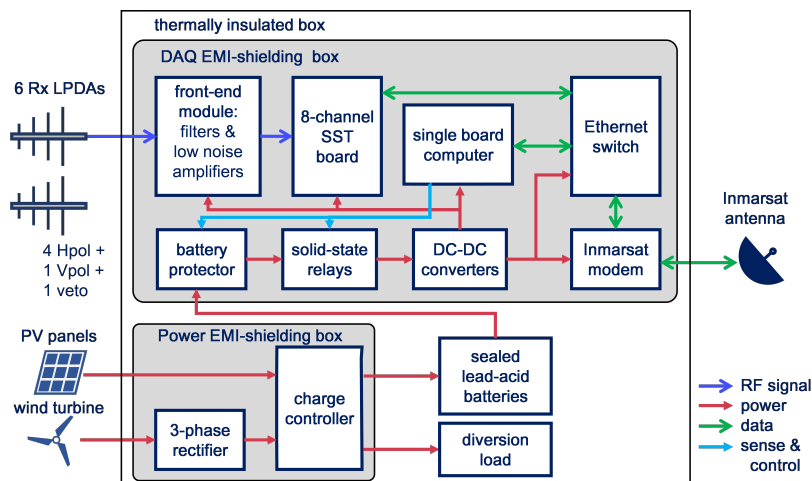 thermally insulated box
DAQ EMI-shielding box
6 Rx LPDAs
front-end
module:
filters &
low noise
amplifiers
8-channel
SST
board
single board
computer
Ethernet
switch
Inmarsat
antenna
4 Hpol +
1 Vpol +
1 veto
battery
protector
solid-state
relays
DC-DC
converters
Inmarsat
modem
PV panels
Power EMI-shielding box
wind turbine
3-phase
rectifier
charge
controller
sealed
lead-acid
batteries
diversion
load
RF signal
power
data
sense &
control